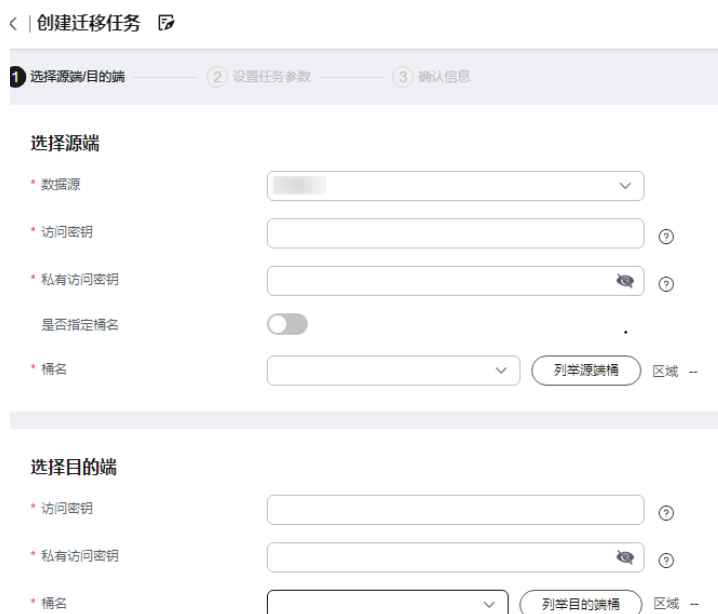 创建迁移任务
1 选择源端/目的端 2 设置任务参数 3 确认信息
选择源端
* 数据源
* 访问密钥
* 私有访问密钥
是否指定桶名
* 桶名 列举源端桶 区域 --
选择目的端
* 访问密钥
* 私有访问密钥
* 桶名 列举目的端桶 区域 --